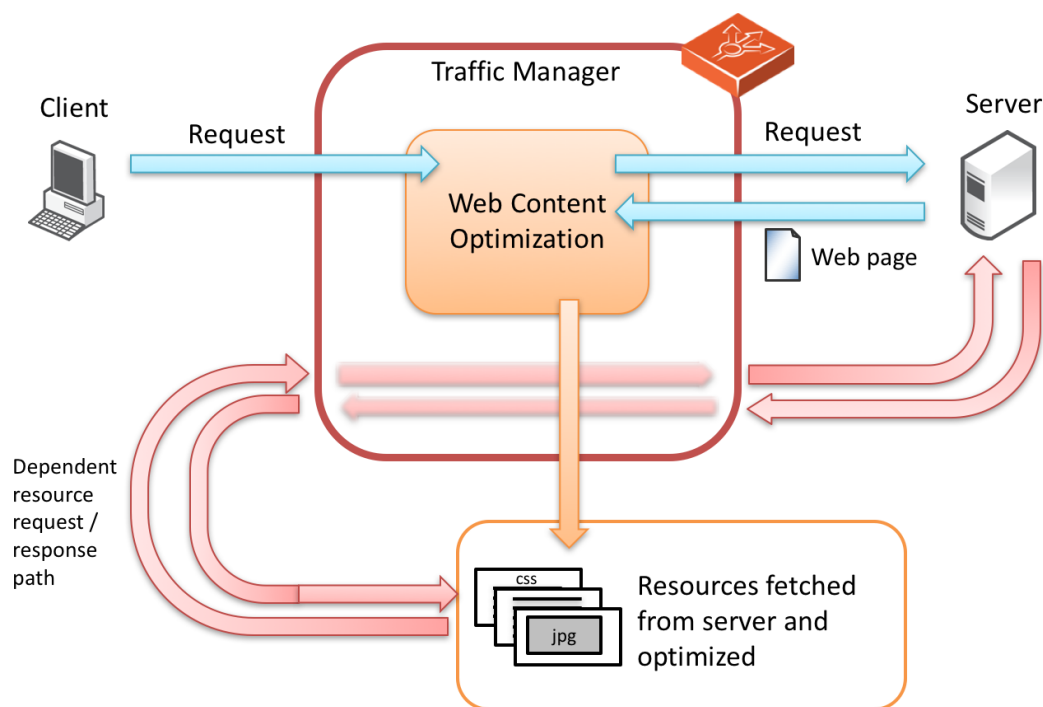 Traffic Manager
Client
Server
Request
Request
Web Content
Optimization
Web page
Dependent
resource
request /
response
path
css
jpg
Resources fetched
from server and
optimized